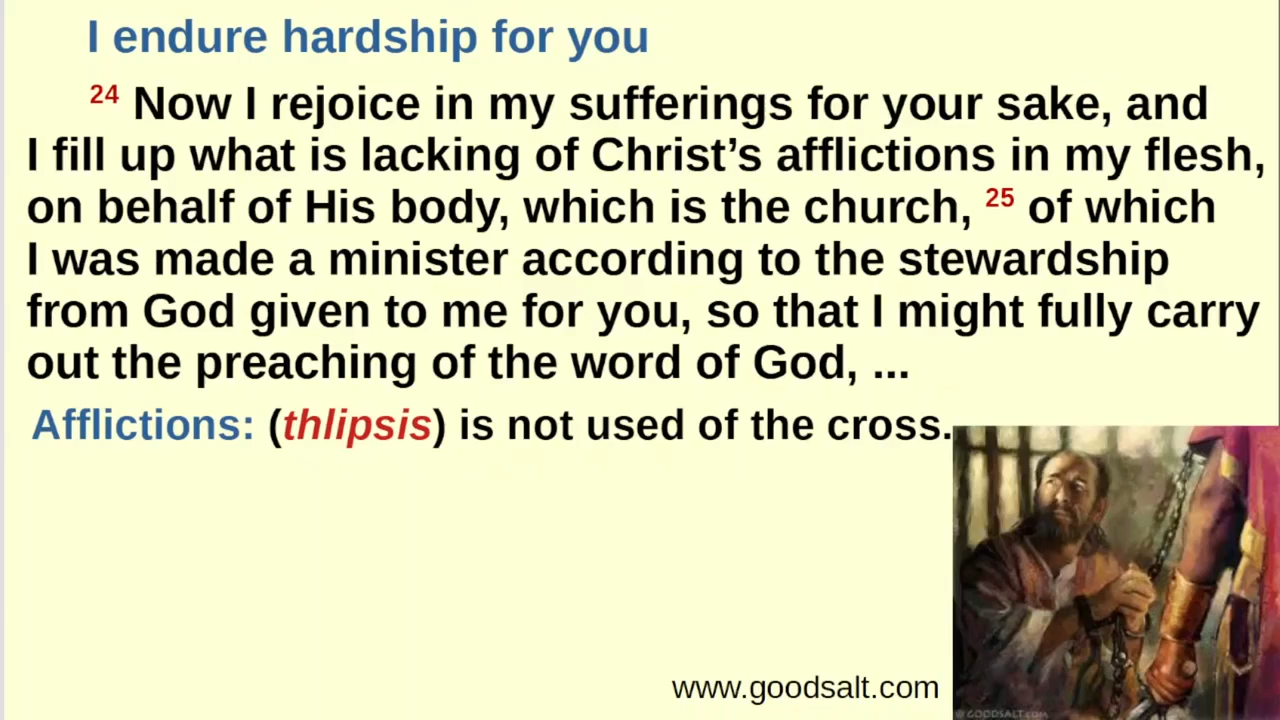 I endure hardship for you
24 Now I rejoice in my sufferings for your sake, and
I fill up what is lacking of Christ’s afflictions in my flesh,
on behalf of His body, which is the church, 25 of which
I was made a minister according to the stewardship
from God given to me for you, so that I might fully carry
out the preaching of the word of God, ...
Afflictions: (thlipsis) is not used of the cross.
www.goodsalt.com
© GOODSALT.com